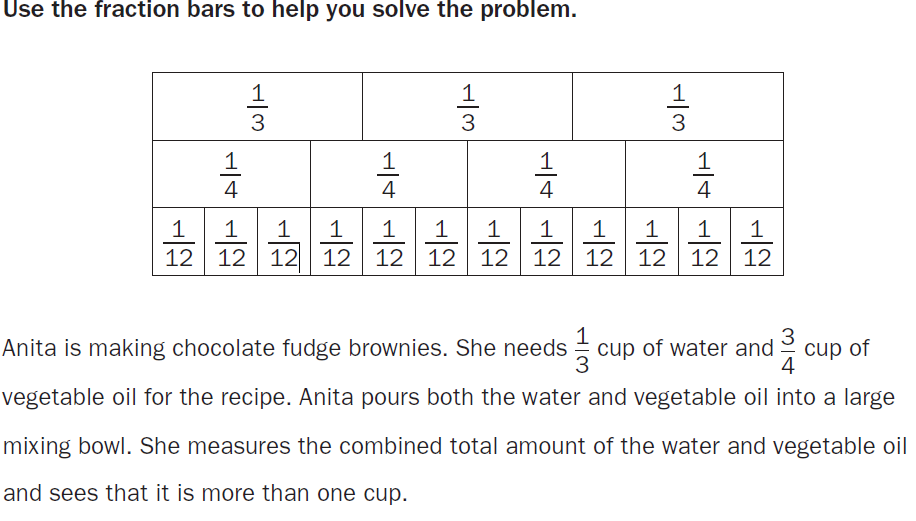 Use the fraction bars to help you solve the problem.
1/3 1/3 1/3
1/4 1/4 1/4 1/4
1/12 1/12 1/12 1/12 1/12 1/12 1/12 1/12 1/12 1/12 1/12 1/12
Anita is making chocolate fudge brownies. She needs 1/3 cup of water and 3/4 cup of
vegetable oil for the recipe. Anita pours both the water and vegetable oil into a large
mixing bowl. She measures the combined total amount of the water and vegetable oil
and sees that it is more than one cup.